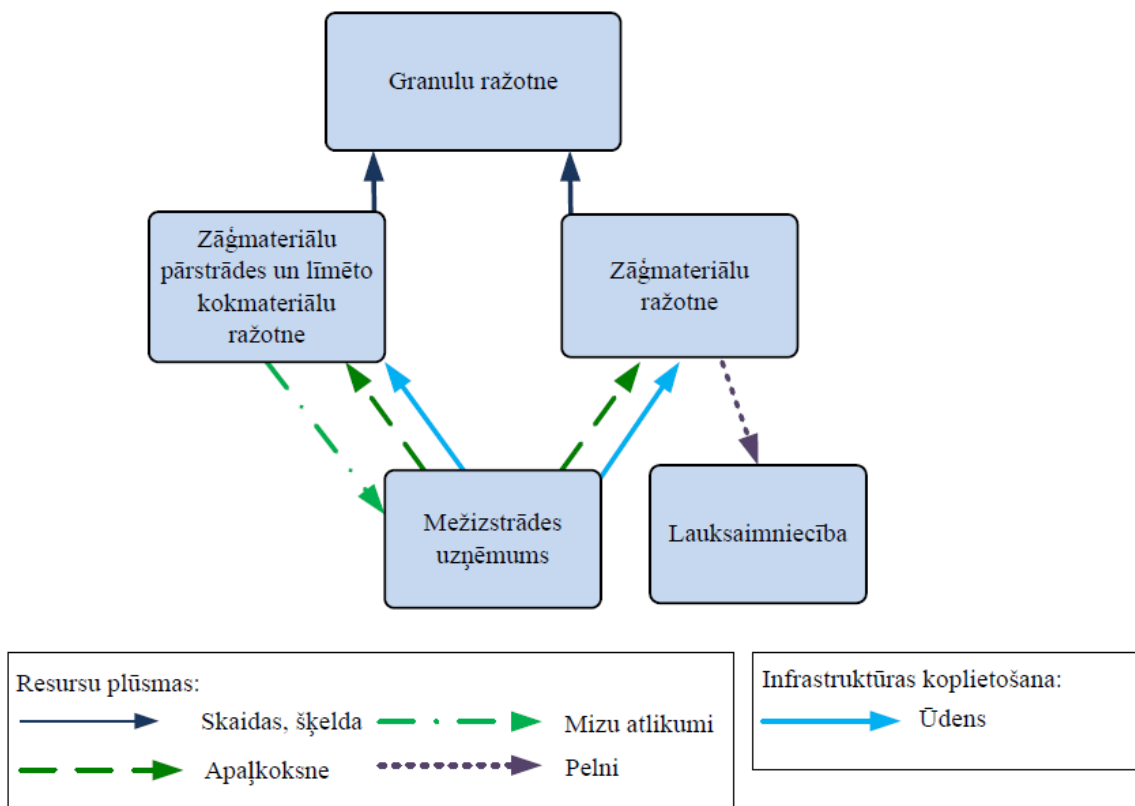 Granulu ražotne
Zāģmateriālu
pārstrādes un līmēto
kokmateriālu
ražotne
Zāģmateriālu
ražotne
Mežizstrādes
uzņēmums
Lauksaimniecība
Resursu plūsmas:
Skaidas, šķelda
Mizu atlikumi
Apaļkoksne
Pelni
Infrastruktūras koplietošana:
Ūdens